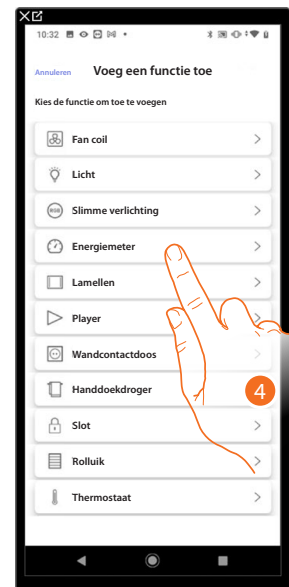 10:32
Annuleren Voeg een functie toe
Kies de functie om toe te voegen
Fan coil
Licht
RGB Slimme verlichting
Energiemeter
Lamellen
Player
Wandcontactdoos
Handdoekdroger
4
Slot
Rolluik
Thermostaat